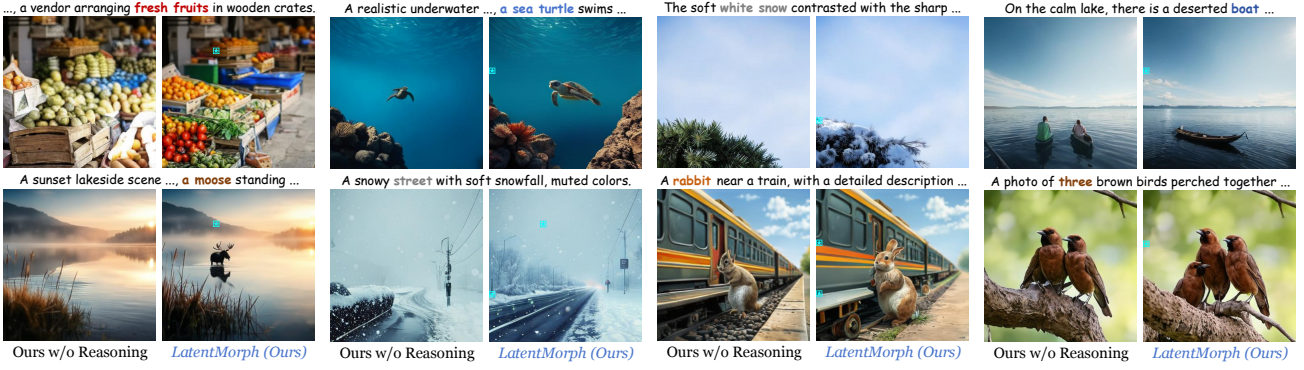 ..., a vendor arranging fresh fruits in wooden crates.
A realistic underwater ..., a sea turtle swims ...
The soft white snow contrasted with the sharp ...
On the calm lake, there is a deserted boat ...
A sunset lakeside scene ..., a moose standing ...
A snowy street with soft snowfall, muted colors.
A rabbit near a train, with a detailed description ...
A photo of three brown birds perched together ...
Ours w/o Reasoning
LatentMorph (Ours)
Ours w/o Reasoning
LatentMorph (Ours)
Ours w/o Reasoning
LatentMorph (Ours)
Ours w/o Reasoning
LatentMorph (Ours)